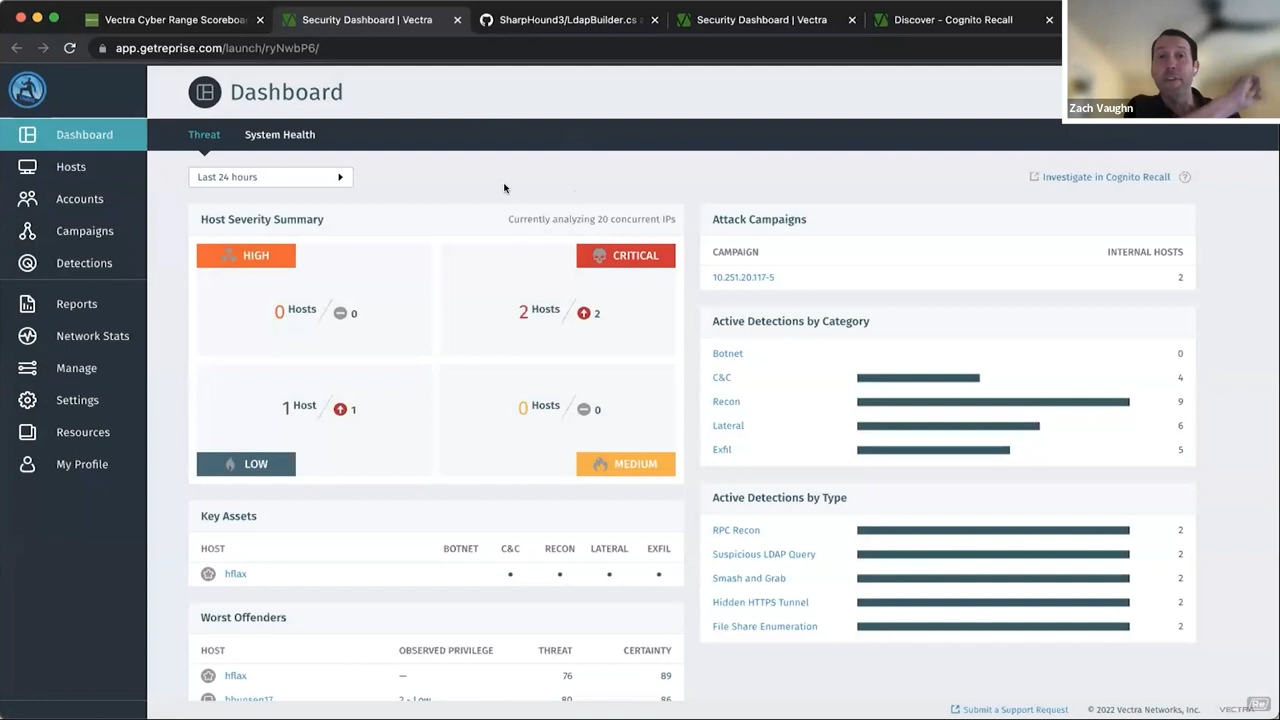 Vectra Cyber Range Scoreboa
Security Dashboard | Vectra
SharpHound3/LdapBuilder.cs a
Security Dashboard | Vectra
Discover - Cognito Recall
app.getreprise.com/launch/ryNwbP6/
Zach Vaughn
Dashboard
Hosts
Accounts
Campaigns
Detections
Reports
Network Stats
Manage
Settings
Resources
My Profile
Dashboard
Threat System Health
Last 24 hours
Investigate in Cognito Recall ?
Host Severity Summary Currently analyzing 20 concurrent IPs
HIGH
0 Hosts 0
CRITICAL
2 Hosts 2
1 Host 1
LOW
0 Hosts 0
MEDIUM
Key Assets
HOST BOTNET C&C RECON LATERAL EXFIL
hflax
Worst Offenders
HOST OBSERVED PRIVILEGE THREAT CERTAINTY
hflax — 76 89
bbunsen17 2 - Low 80 86
Attack Campaigns
CAMPAIGN INTERNAL HOSTS
10.251.20.117-5 2
Active Detections by Category
Botnet 0
C&C 4
Recon 9
Lateral 6
Exfil 5
Active Detections by Type
RPC Recon 2
Suspicious LDAP Query 2
Smash and Grab 2
Hidden HTTPS Tunnel 2
File Share Enumeration 2
Submit a Support Request © 2022 Vectra Networks, Inc. VECTRA
Re